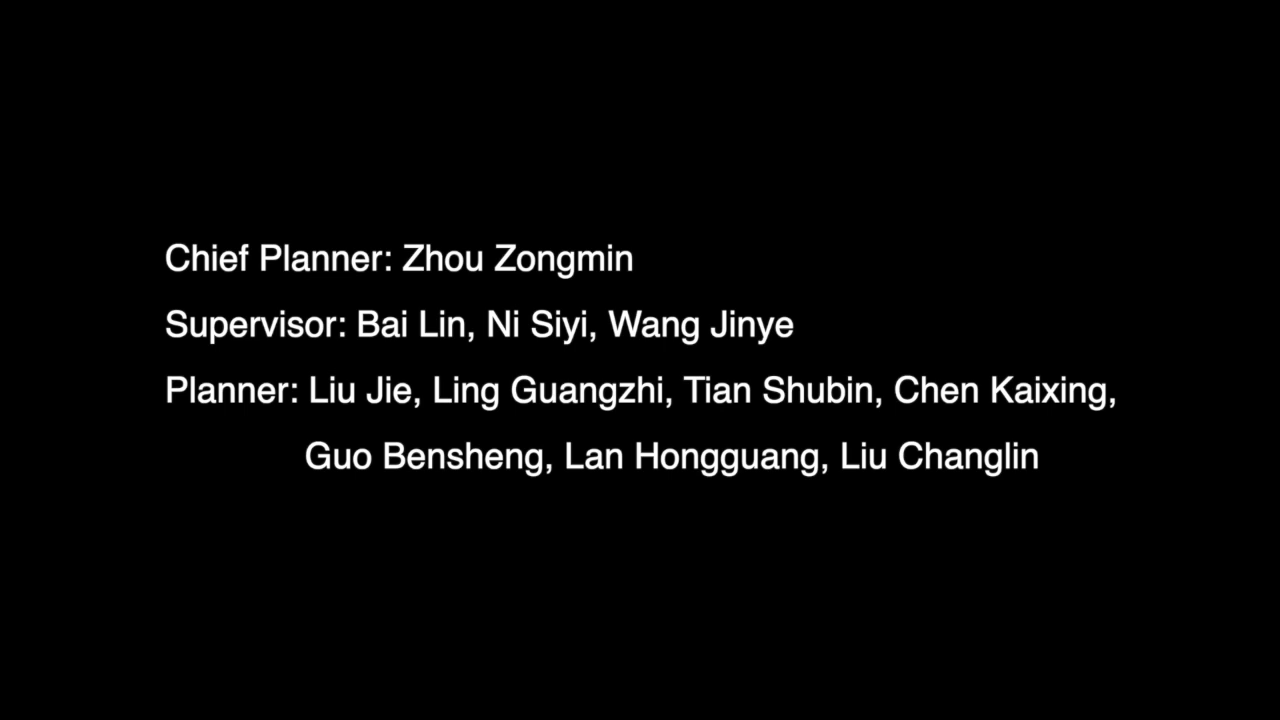 Chief Planner: Zhou Zongmin
Supervisor: Bai Lin, Ni Siyi, Wang Jinye
Planner: Liu Jie, Ling Guangzhi, Tian Shubin, Chen Kaixing,
Guo Bensheng, Lan Hongguang, Liu Changlin